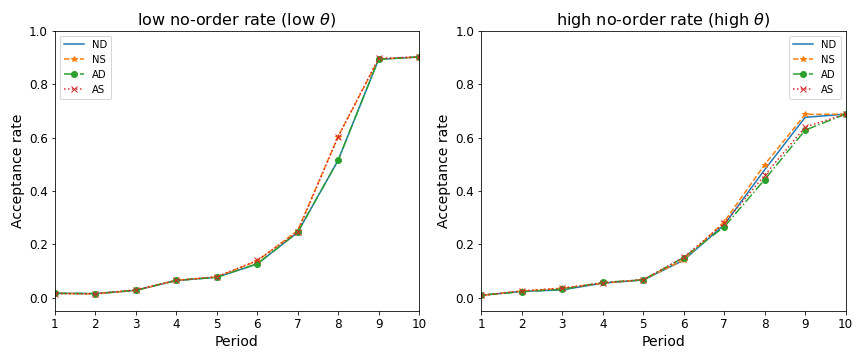 low no-order rate (low θ)
ND
NS
AD
AS
Acceptance rate
1.0
0.8
0.6
0.4
0.2
0.0
1 2 3 4 5 6 7 8 9 10
Period
high no-order rate (high θ)
ND
NS
AD
AS
Acceptance rate
1.0
0.8
0.6
0.4
0.2
0.0
1 2 3 4 5 6 7 8 9 10
Period